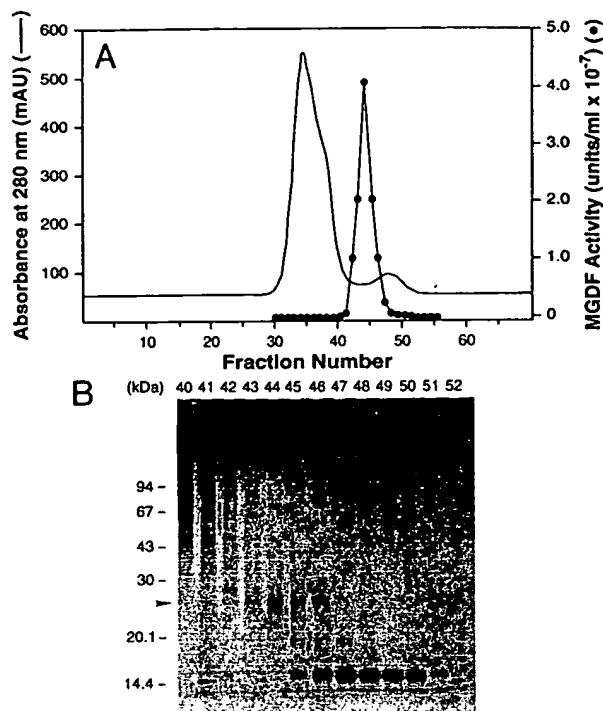 A
Absorbance at 280 nm (mAU) (—)
600
500
400
300
200
100
5.0
4.0
3.0
2.0
1.0
0
MGDF Activity (units/ml x 10⁻⁷) (•)
10 20 30 40 50 60
Fraction Number
B
(kDa) 40 41 42 43 44 45 46 47 48 49 50 51 52
94
67
43
30
20.1
14.4